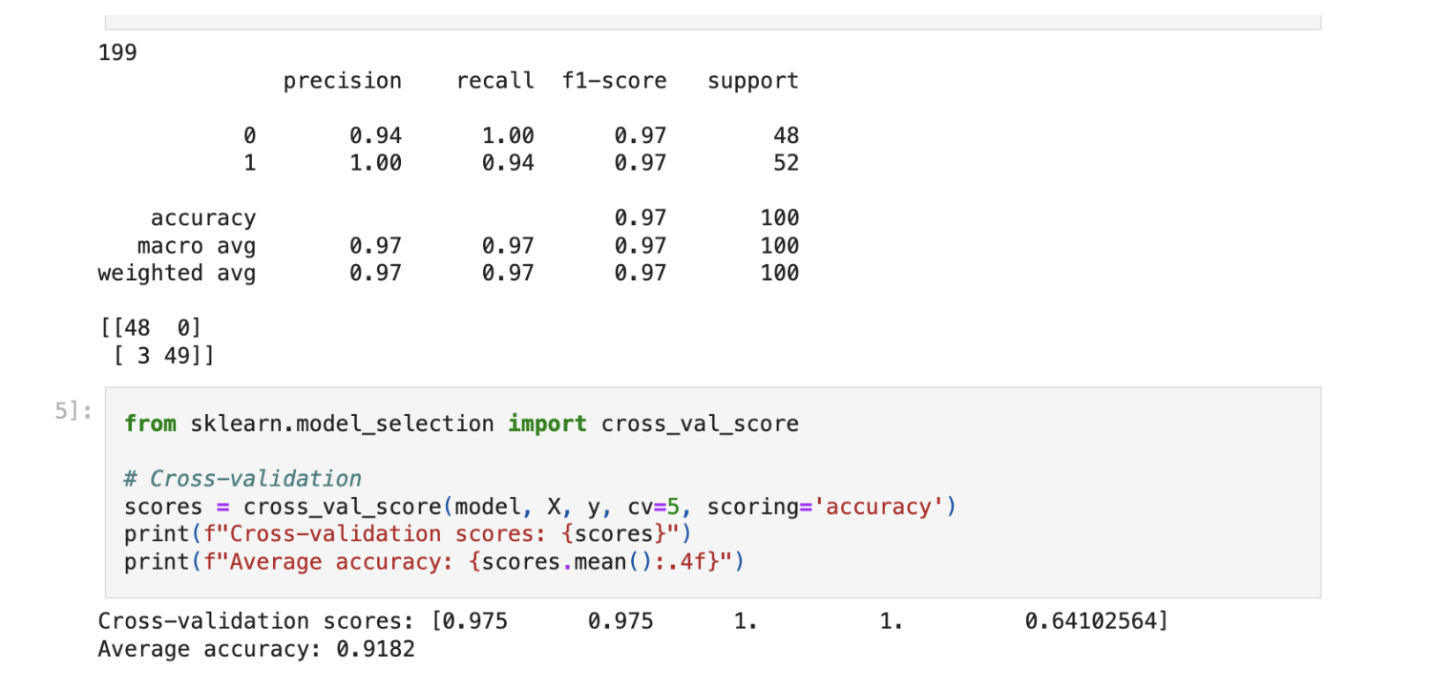 199
precision recall f1-score support
0 0.94 1.00 0.97 48
1 1.00 0.94 0.97 52
accuracy 0.97 100
macro avg 0.97 0.97 0.97 100
weighted avg 0.97 0.97 0.97 100
[[48 0]
[ 3 49]]
5]:
from sklearn.model_selection import cross_val_score
# Cross-validation
scores = cross_val_score(model, X, y, cv=5, scoring='accuracy')
print(f"Cross-validation scores: {scores}")
print(f"Average accuracy: {scores.mean():.4f}")
Cross-validation scores: [0.975 0.975 1. 1. 0.64102564]
Average accuracy: 0.9182